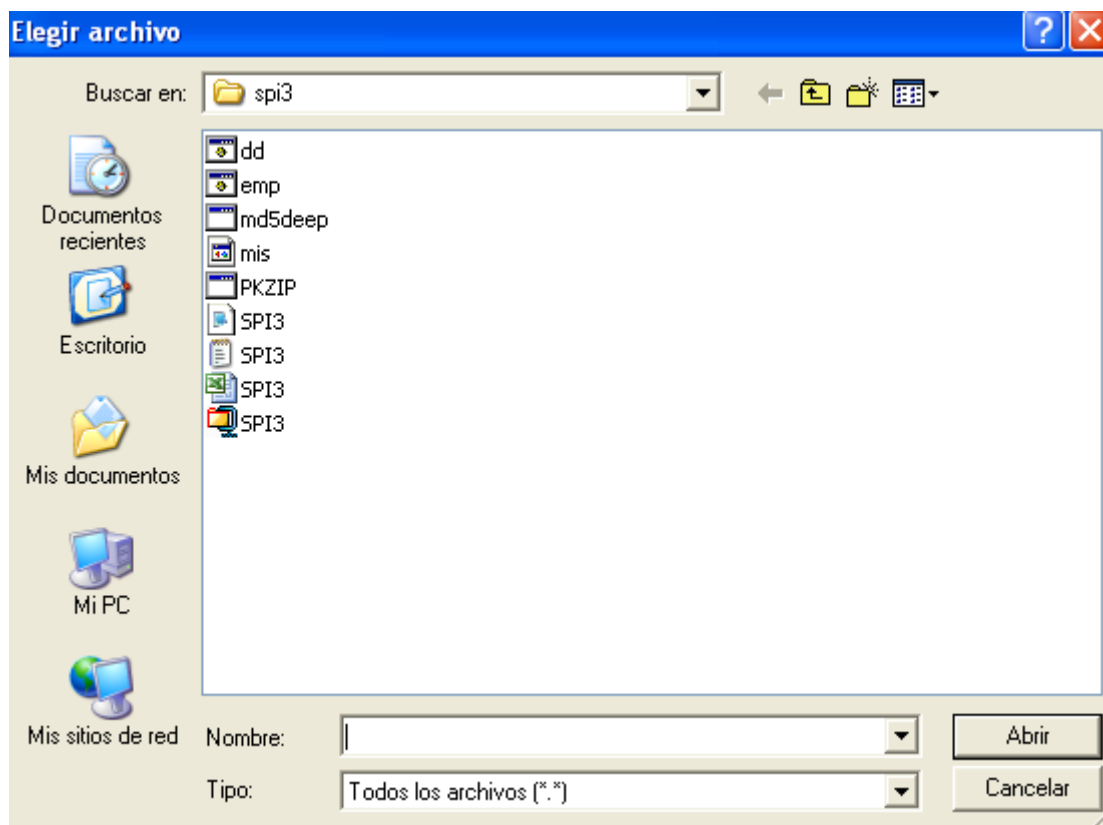 Elegir archivo
Buscar en: spi3
Documentos
recientes
Escritorio
Mis documentos
Mi PC
Mis sitios de red
dd
emp
md5deep
mis
PKZIP
SPI3
SPI3
SPI3
SPI3
Nombre:
Abrir
Tipo: Todos los archivos (*.*)
Cancelar